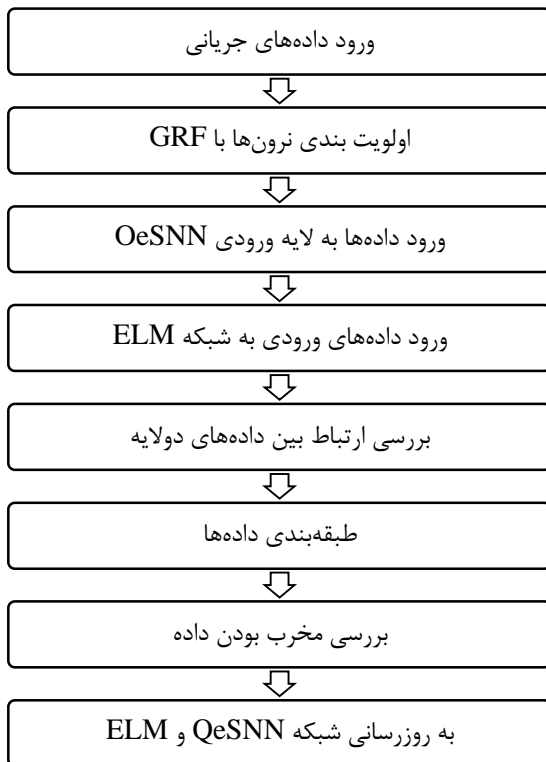 ورود داده‌های جریانی
اولویت بندی نرون‌ها با GRF
ورود داده‌ها به لایه ورودی OeSNN
ورود داده‌های ورودی به شبکه ELM
بررسی ارتباط بین داده‌های دولایه
طبقه‌بندی داده‌ها
بررسی مخرب بودن داده
به روزرسانی شبکه QeSNN و ELM